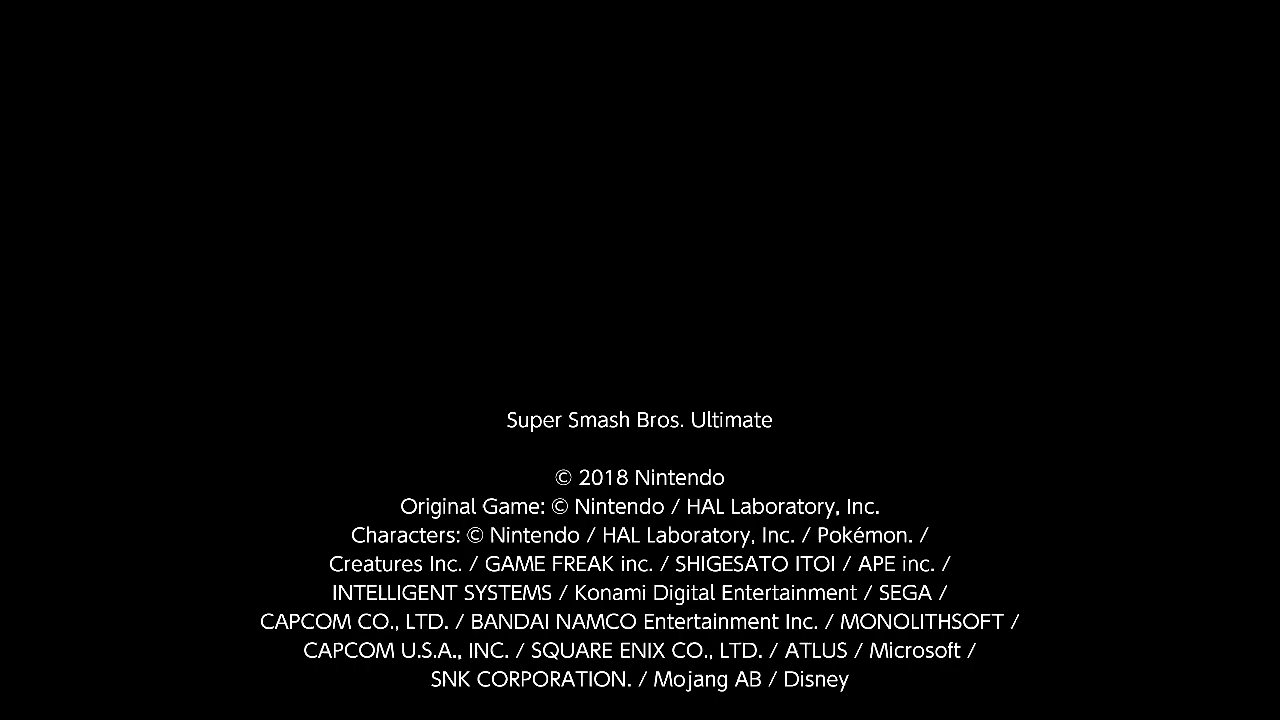 Super Smash Bros. Ultimate
© 2018 Nintendo
Original Game: © Nintendo / HAL Laboratory, Inc.
Characters: © Nintendo / HAL Laboratory, Inc. / Pokémon. /
Creatures Inc. / GAME FREAK inc. / SHIGESATO ITOI / APE inc. /
INTELLIGENT SYSTEMS / Konami Digital Entertainment / SEGA /
CAPCOM CO., LTD. / BANDAI NAMCO Entertainment Inc. / MONOLITHSOFT /
CAPCOM U.S.A., INC. / SQUARE ENIX CO., LTD. / ATLUS / Microsoft /
SNK CORPORATION. / Mojang AB / Disney